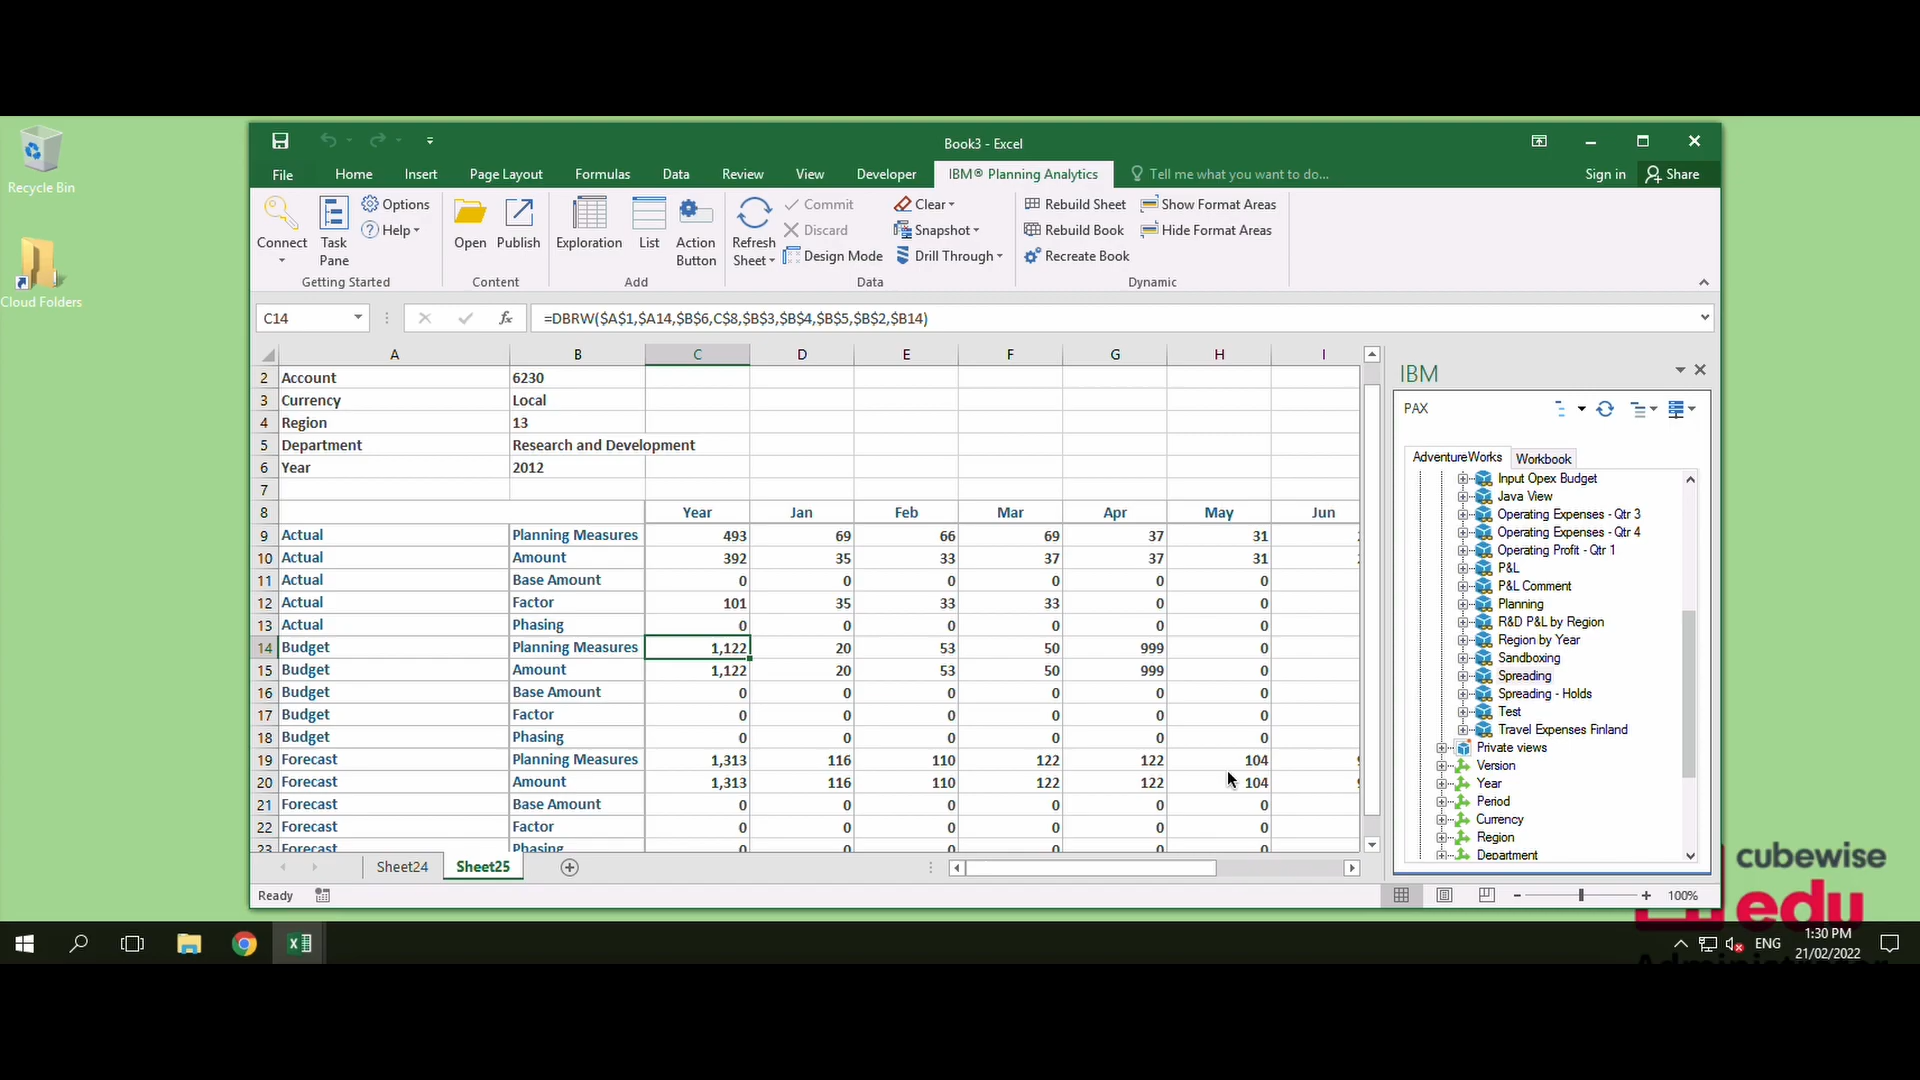 Recycle Bin
Cloud Folders
Book3 - Excel
File Home Insert Page Layout Formulas Data Review View Developer IBM® Planning Analytics Tell me what you want to do... Sign in Share
Connect Task Pane Options Help
Getting Started
Open Publish
Content
Exploration List Action Button
Add
Refresh Sheet Commit Discard Design Mode Clear Snapshot Drill Through
Data
Rebuild Sheet Rebuild Book Recreate Book Show Format Areas Hide Format Areas
Dynamic
C14 fx =DBRW($A$1,$A14,$B$6,C$8,$B$3,$B$4,$B$5,$B$2,$B14)
A B C D E F G H I
2 Account 6230
3 Currency Local
4 Region 13
5 Department Research and Development
6 Year 2012
7
8 Year Jan Feb Mar Apr May Jun
9 Actual Planning Measures 493 69 66 69 37 31
10 Actual Amount 392 35 33 37 37 31
11 Actual Base Amount 0 0 0 0 0 0
12 Actual Factor 101 35 33 33 0 0
13 Actual Phasing 0 0 0 0 0 0
14 Budget Planning Measures 1,122 20 53 50 999 0
15 Budget Amount 1,122 20 53 50 999 0
16 Budget Base Amount 0 0 0 0 0 0
17 Budget Factor 0 0 0 0 0 0
18 Budget Phasing 0 0 0 0 0 0
19 Forecast Planning Measures 1,313 116 110 122 122 104
20 Forecast Amount 1,313 116 110 122 122 104
21 Forecast Base Amount 0 0 0 0 0 0
22 Forecast Factor 0 0 0 0 0 0
23 Forecast Phasing 0 0 0 0 0 0
Sheet24 Sheet25
Ready
100%
IBM
PAX
AdventureWorks Workbook
Input Opex Budget
Java View
Operating Expenses - Qtr 3
Operating Expenses - Qtr 4
Operating Profit - Qtr 1
P&L
P&L Comment
Planning
R&D P&L by Region
Region by Year
Sandboxing
Spreading
Spreading - Holds
Test
Travel Expenses Finland
Private views
Version
Year
Period
Currency
Region
Department
cubewise
edu
ENG
1:30 PM
21/02/2022